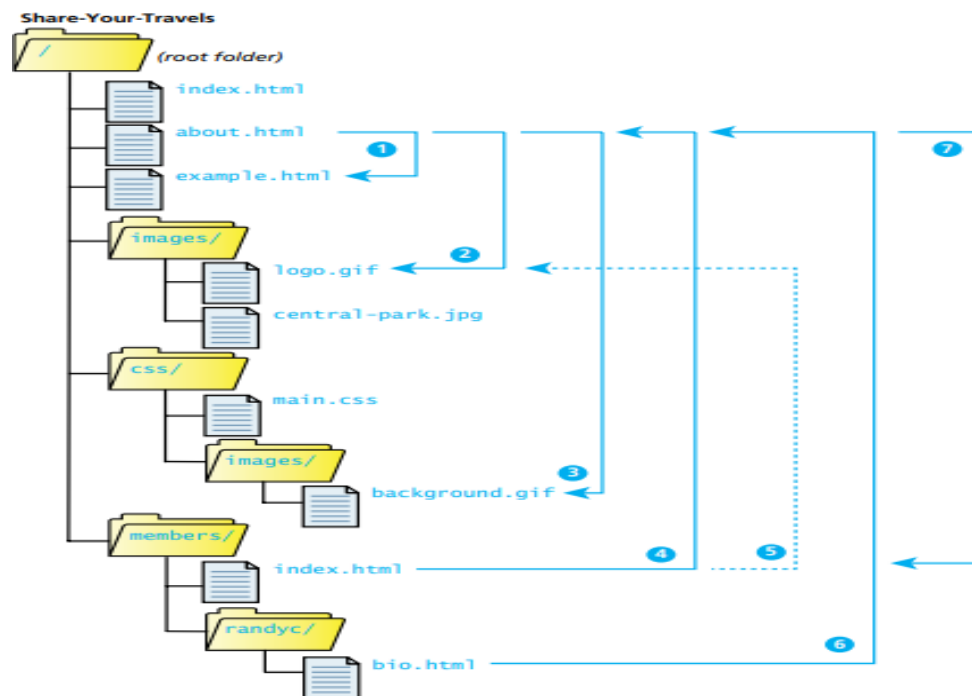 Share-Your-Travels
/ (root folder)
index.html
about.html
1
7
example.html
images/
2
logo.gif
central-park.jpg
css/
main.css
images/
3
background.gif
members/
4
5
index.html
randyc/
6
bio.html